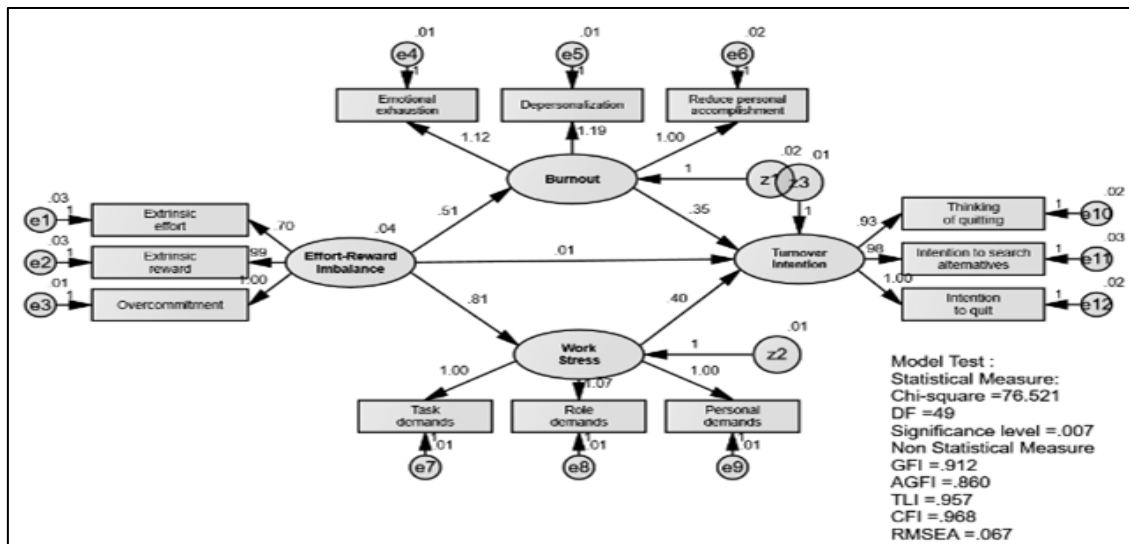 .01
.01
.02
e4
e5
e6
1
1
1
Emotional
exhaustion
Depersonalization
Reduce personal
accomplishment
1.12
1.19
1.00
.02
.01
Burnout
1
z1
z3
.03
e1
1
Extrinsic
effort
.70
.51
.35
1
.93
Thinking
of quitting
1
.02
e10
.03
e2
1
Extrinsic
reward
.99
.04
Effort-Reward
Imbalance
.01
Turnover
Intention
.98
Intention to search
alternatives
1
.03
e11
.01
e3
1
Overcommitment
1.00
1.00
Intention
to quit
1
.02
e12
.81
.40
Work
Stress
1
.01
z2
1.00
1.07
1.00
Task
demands
Role
demands
Personal
demands
1
.01
1
.01
1
.01
e7
e8
e9
Model Test :
Statistical Measure:
Chi-square =76.521
DF =49
Significance level =.007
Non Statistical Measure
GFI =.912
AGFI =.860
TLI =.957
CFI =.968
RMSEA =.067